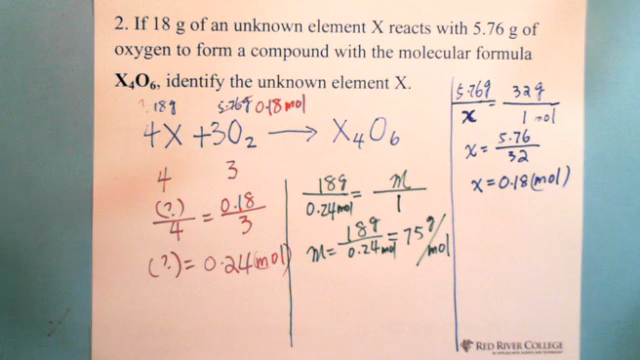 2. If 18 g of an unknown element X reacts with 5.76 g of
oxygen to form a compound with the molecular formula
X₄O₆, identify the unknown element X.
? 18g 5.76g 0.18 mol
4X + 3O₂ → X₄O₆
4 3
(?)/4 = 0.18/3
(?) = 0.24(mol)
18g/0.24mol = m/1
m = 18g/0.24mol = 75 g/mol
5.76g/x = 32g/1 mol
x = 5.76/32
x = 0.18(mol)
RED RIVER COLLEGE